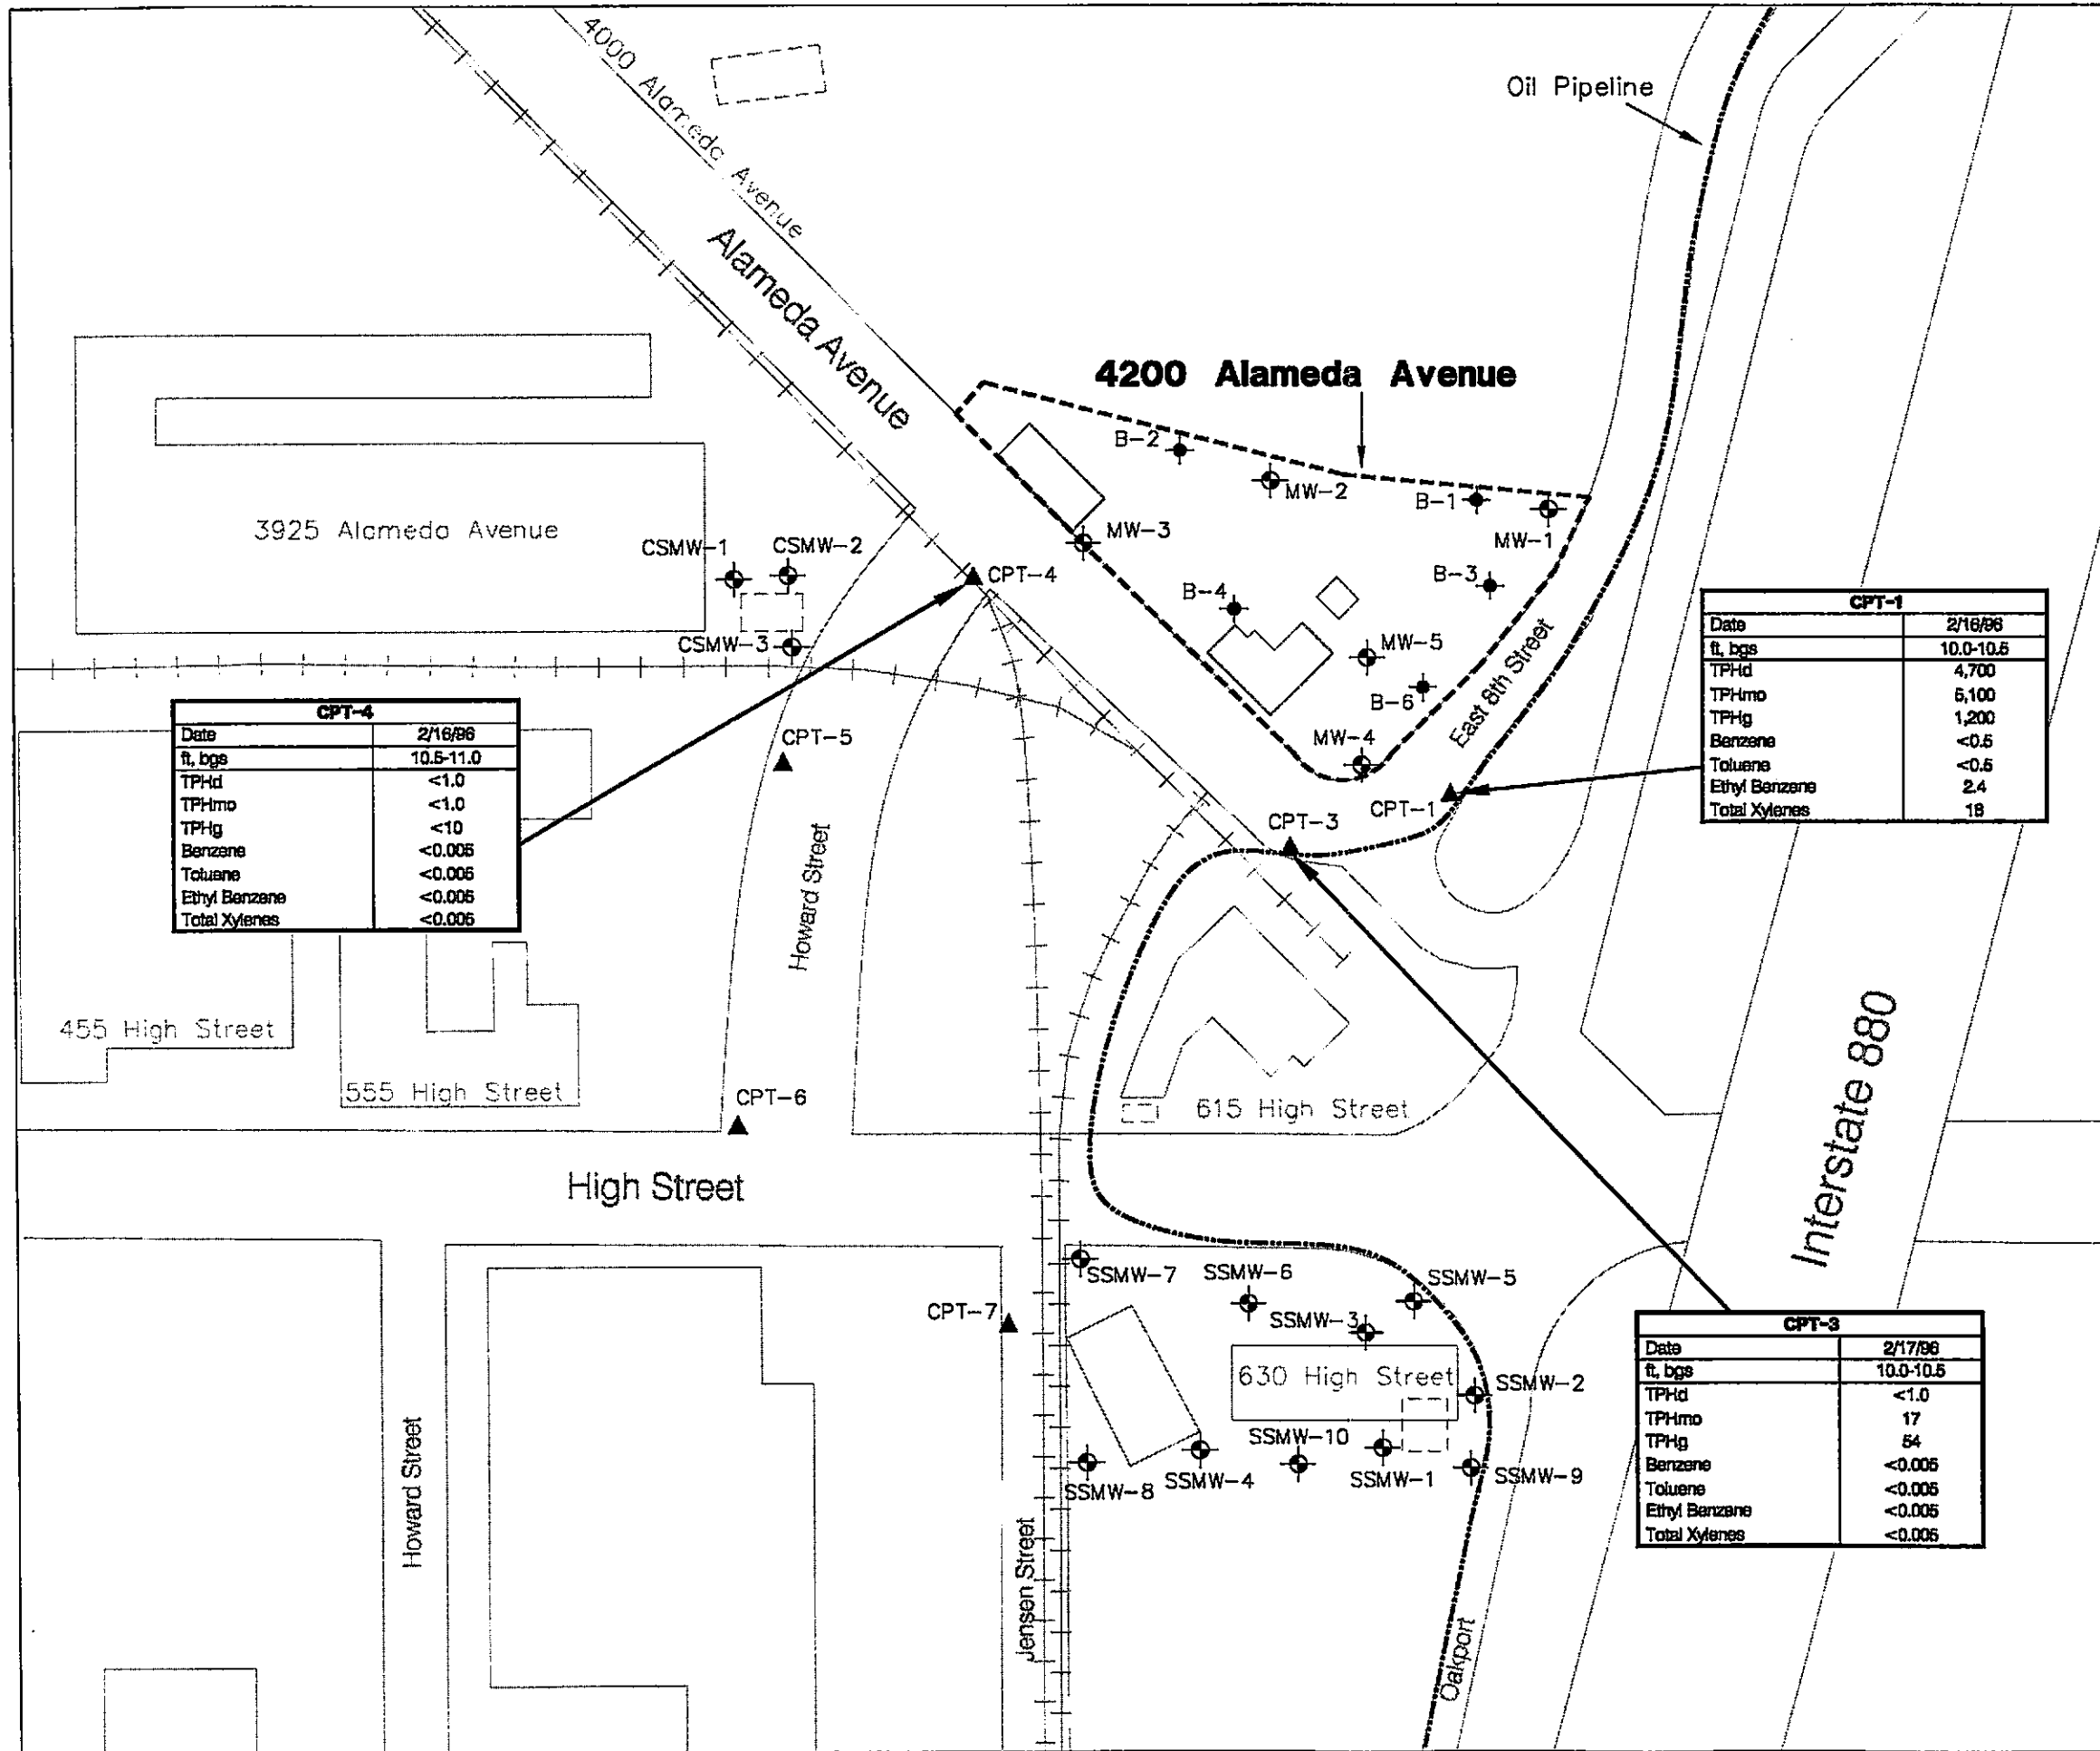 4000 Alameda Avenue
Oil Pipeline
Alameda Avenue
4200 Alameda Avenue
B-2
MW-2
B-1
MW-1
3925 Alameda Avenue
CSMW-1
CSMW-2
MW-3
CPT-4
B-3
B-4
CSMW-3
MW-5
B-6
East 8th Street
MW-4
CPT-1
Date 2/16/96
ft, bgs 10.0-10.5
TPHd 4,700
TPHmo 5,100
TPHg 1,200
Benzene <0.5
Toluene <0.5
Ethyl Benzene 2.4
Total Xylenes 18
CPT-4
Date 2/16/96
ft, bgs 10.5-11.0
TPHd <1.0
TPHmo <1.0
TPHg <10
Benzene <0.005
Toluene <0.005
Ethyl Benzene <0.005
Total Xylenes <0.005
CPT-5
CPT-1
CPT-3
Howard Street
455 High Street
555 High Street
CPT-6
615 High Street
High Street
Interstate 880
SSMW-7
SSMW-6
SSMW-5
CPT-7
SSMW-3
630 High Street
SSMW-2
SSMW-10
SSMW-8
SSMW-4
SSMW-1
SSMW-9
CPT-3
Date 2/17/96
ft, bgs 10.0-10.5
TPHd <1.0
TPHmo 17
TPHg 54
Benzene <0.005
Toluene <0.005
Ethyl Benzene <0.005
Total Xylenes <0.005
Howard Street
Jensen Street
Oakport